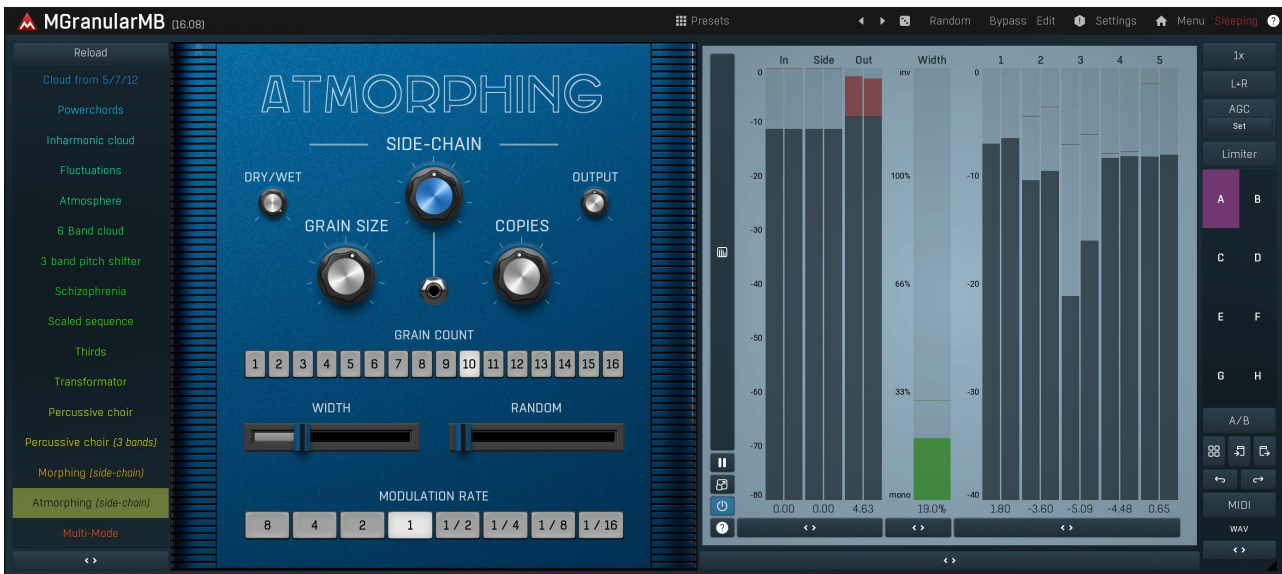 MGranularMB (16.08)
Presets
Random
Bypass
Edit
Settings
Menu
Sleeping
?
Reload
Cloud from 5/7/12
Powerchords
Inharmonic cloud
Fluctuations
Atmosphere
6 Band cloud
3 band pitch shifter
Schizophrenia
Scaled sequence
Thirds
Transformator
Percussive choir
Percussive choir (3 bands)
Morphing (side-chain)
Atmorphing (side-chain)
Multi-Mode
ATMORPHING
SIDE-CHAIN
DRY/WET
OUTPUT
GRAIN SIZE
COPIES
GRAIN COUNT
1 2 3 4 5 6 7 8 9 10 11 12 13 14 15 16
WIDTH
RANDOM
MODULATION RATE
8 4 2 1 1/2 1/4 1/8 1/16
In Side Out
0
-10
-20
-30
-40
-50
-60
-70
-80
0.00 0.00 4.63
Width
inv
100%
66%
33%
mono
19.0%
1 2 3 4 5
0
-10
-20
-30
-40
1.80 -3.60 -5.09 -4.48 0.65
?
1x
L+R
AGC
Set
Limiter
A B
C D
E F
G H
A/B
MIDI
WAV